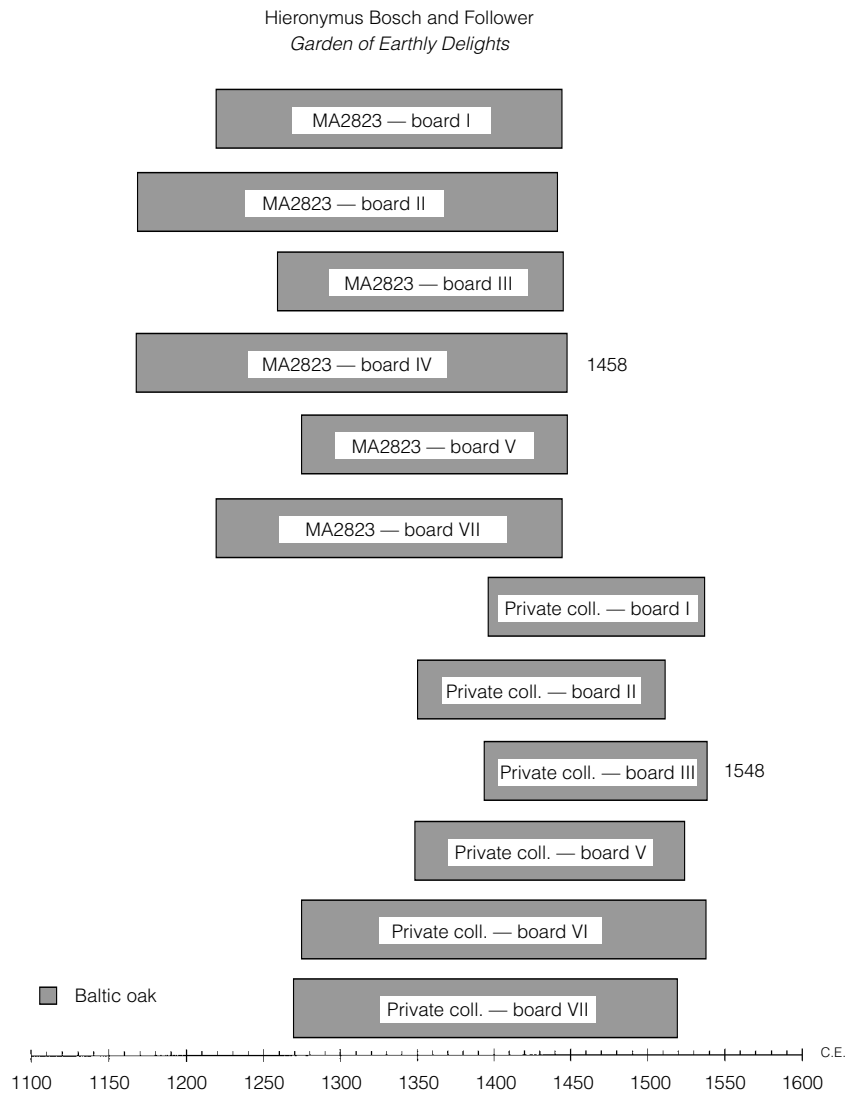 Hieronymus Bosch and Follower
Garden of Earthly Delights
MA2823 — board I
MA2823 — board II
MA2823 — board III
MA2823 — board IV
1458
MA2823 — board V
MA2823 — board VII
Private coll. — board I
Private coll. — board II
Private coll. — board III
1548
Private coll. — board V
Private coll. — board VI
Baltic oak
Private coll. — board VII
C.E.
1100 1150 1200 1250 1300 1350 1400 1450 1500 1550 1600